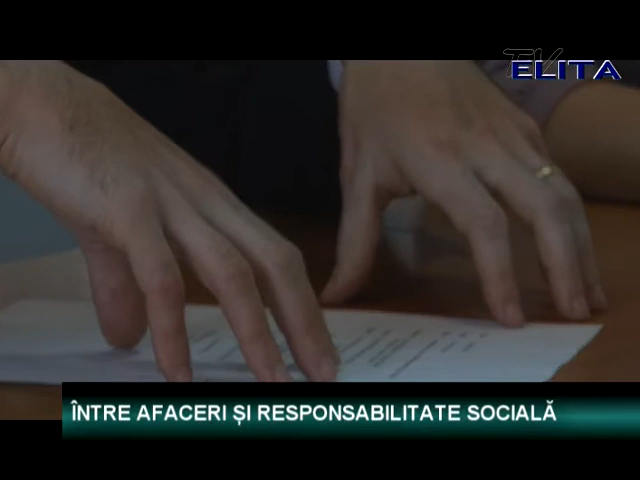 TV
ELITA
ÎNTRE AFACERI ȘI RESPONSABILITATE SOCIALĂ